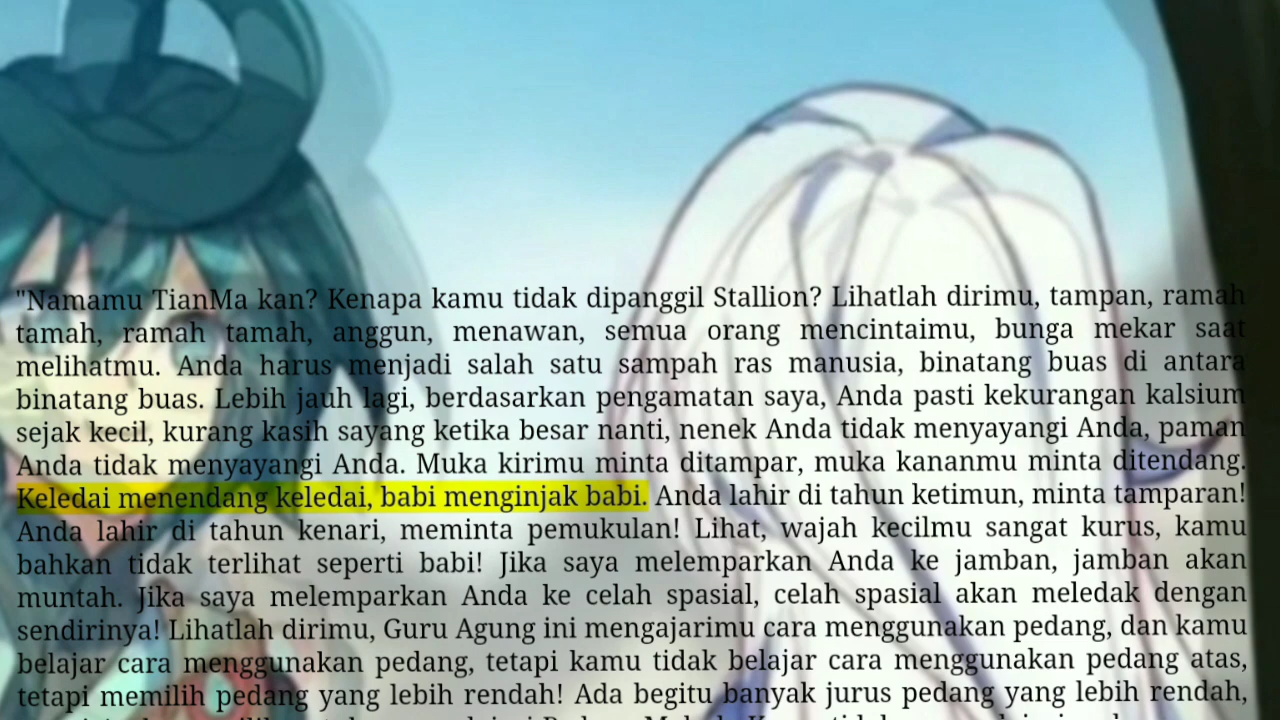 "Namamu TianMa kan? Kenapa kamu tidak dipanggil Stallion? Lihatlah dirimu, tampan, ramah
tamah, ramah tamah, anggun, menawan, semua orang mencintaimu, bunga mekar saat
melihatmu. Anda harus menjadi salah satu sampah ras manusia, binatang buas di antara
binatang buas. Lebih jauh lagi, berdasarkan pengamatan saya, Anda pasti kekurangan kalsium
sejak kecil, kurang kasih sayang ketika besar nanti, nenek Anda tidak menyayangi Anda, paman
Anda tidak menyayangi Anda. Muka kirimu minta ditampar, muka kananmu minta ditendang.
Keledai menendang keledai, babi menginjak babi. Anda lahir di tahun ketimun, minta tamparan!
Anda lahir di tahun kenari, meminta pemukulan! Lihat, wajah kecilmu sangat kurus, kamu
bahkan tidak terlihat seperti babi! Jika saya melemparkan Anda ke jamban, jamban akan
muntah. Jika saya melemparkan Anda ke celah spasial, celah spasial akan meledak dengan
sendirinya! Lihatlah dirimu, Guru Agung ini mengajarimu cara menggunakan pedang, dan kamu
belajar cara menggunakan pedang, tetapi kamu tidak belajar cara menggunakan pedang atas,
tetapi memilih pedang yang lebih rendah! Ada begitu banyak jurus pedang yang lebih rendah,